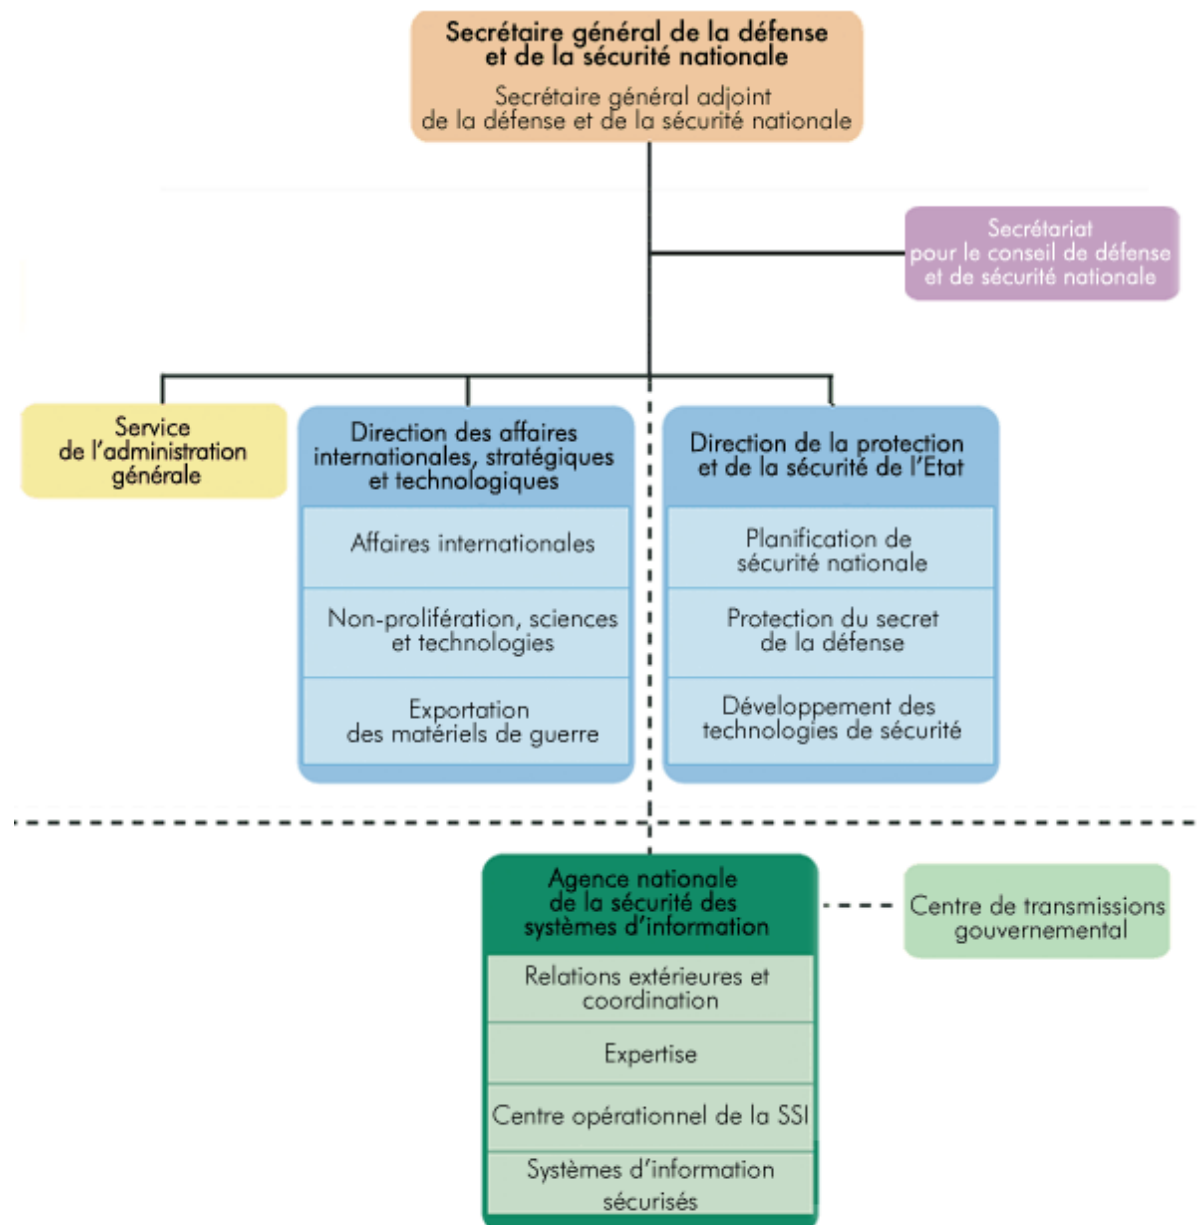 Secrétaire général de la défense
et de la sécurité nationale
Secrétaire général adjoint
de la défense et de la sécurité nationale
Secrétariat
pour le conseil de défense
et de sécurité nationale
Service
de l'administration
générale
Direction des affaires
internationales, stratégiques
et technologiques
Affaires internationales
Non-prolifération, sciences
et technologies
Exportation
des matériels de guerre
Direction de la protection
et de la sécurité de l'Etat
Planification de
sécurité nationale
Protection du secret
de la défense
Développement des
technologies de sécurité
Agence nationale
de la sécurité des
systèmes d'information
Relations extérieures et
coordination
Expertise
Centre opérationnel de la SSI
Systèmes d'information
sécurisés
Centre de transmissions
gouvernemental